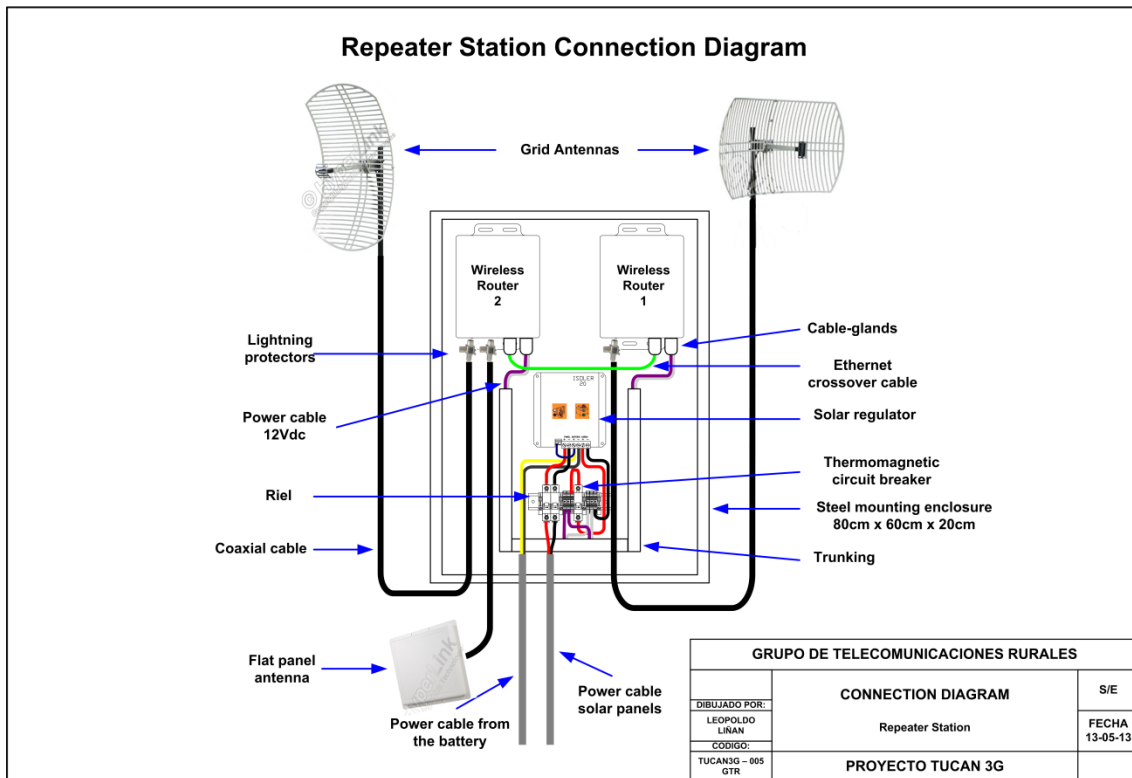 Repeater Station Connection Diagram
Grid Antennas
Wireless
Router
2
Wireless
Router
1
Lightning
protectors
Cable-glands
Ethernet
crossover cable
Power cable
12Vdc
ISOLER
20
Solar regulator
Thermomagnetic
circuit breaker
Riel
Steel mounting enclosure
80cm x 60cm x 20cm
Coaxial cable
Trunking
Flat panel
antenna
Power cable
solar panels
Power cable from
the battery
GRUPO DE TELECOMUNICACIONES RURALES
DIBUJADO POR:
LEOPOLDO
LIÑAN
CODIGO:
TUCAN3G – 005
GTR
CONNECTION DIAGRAM
Repeater Station
PROYECTO TUCAN 3G
S/E
FECHA
13-05-13